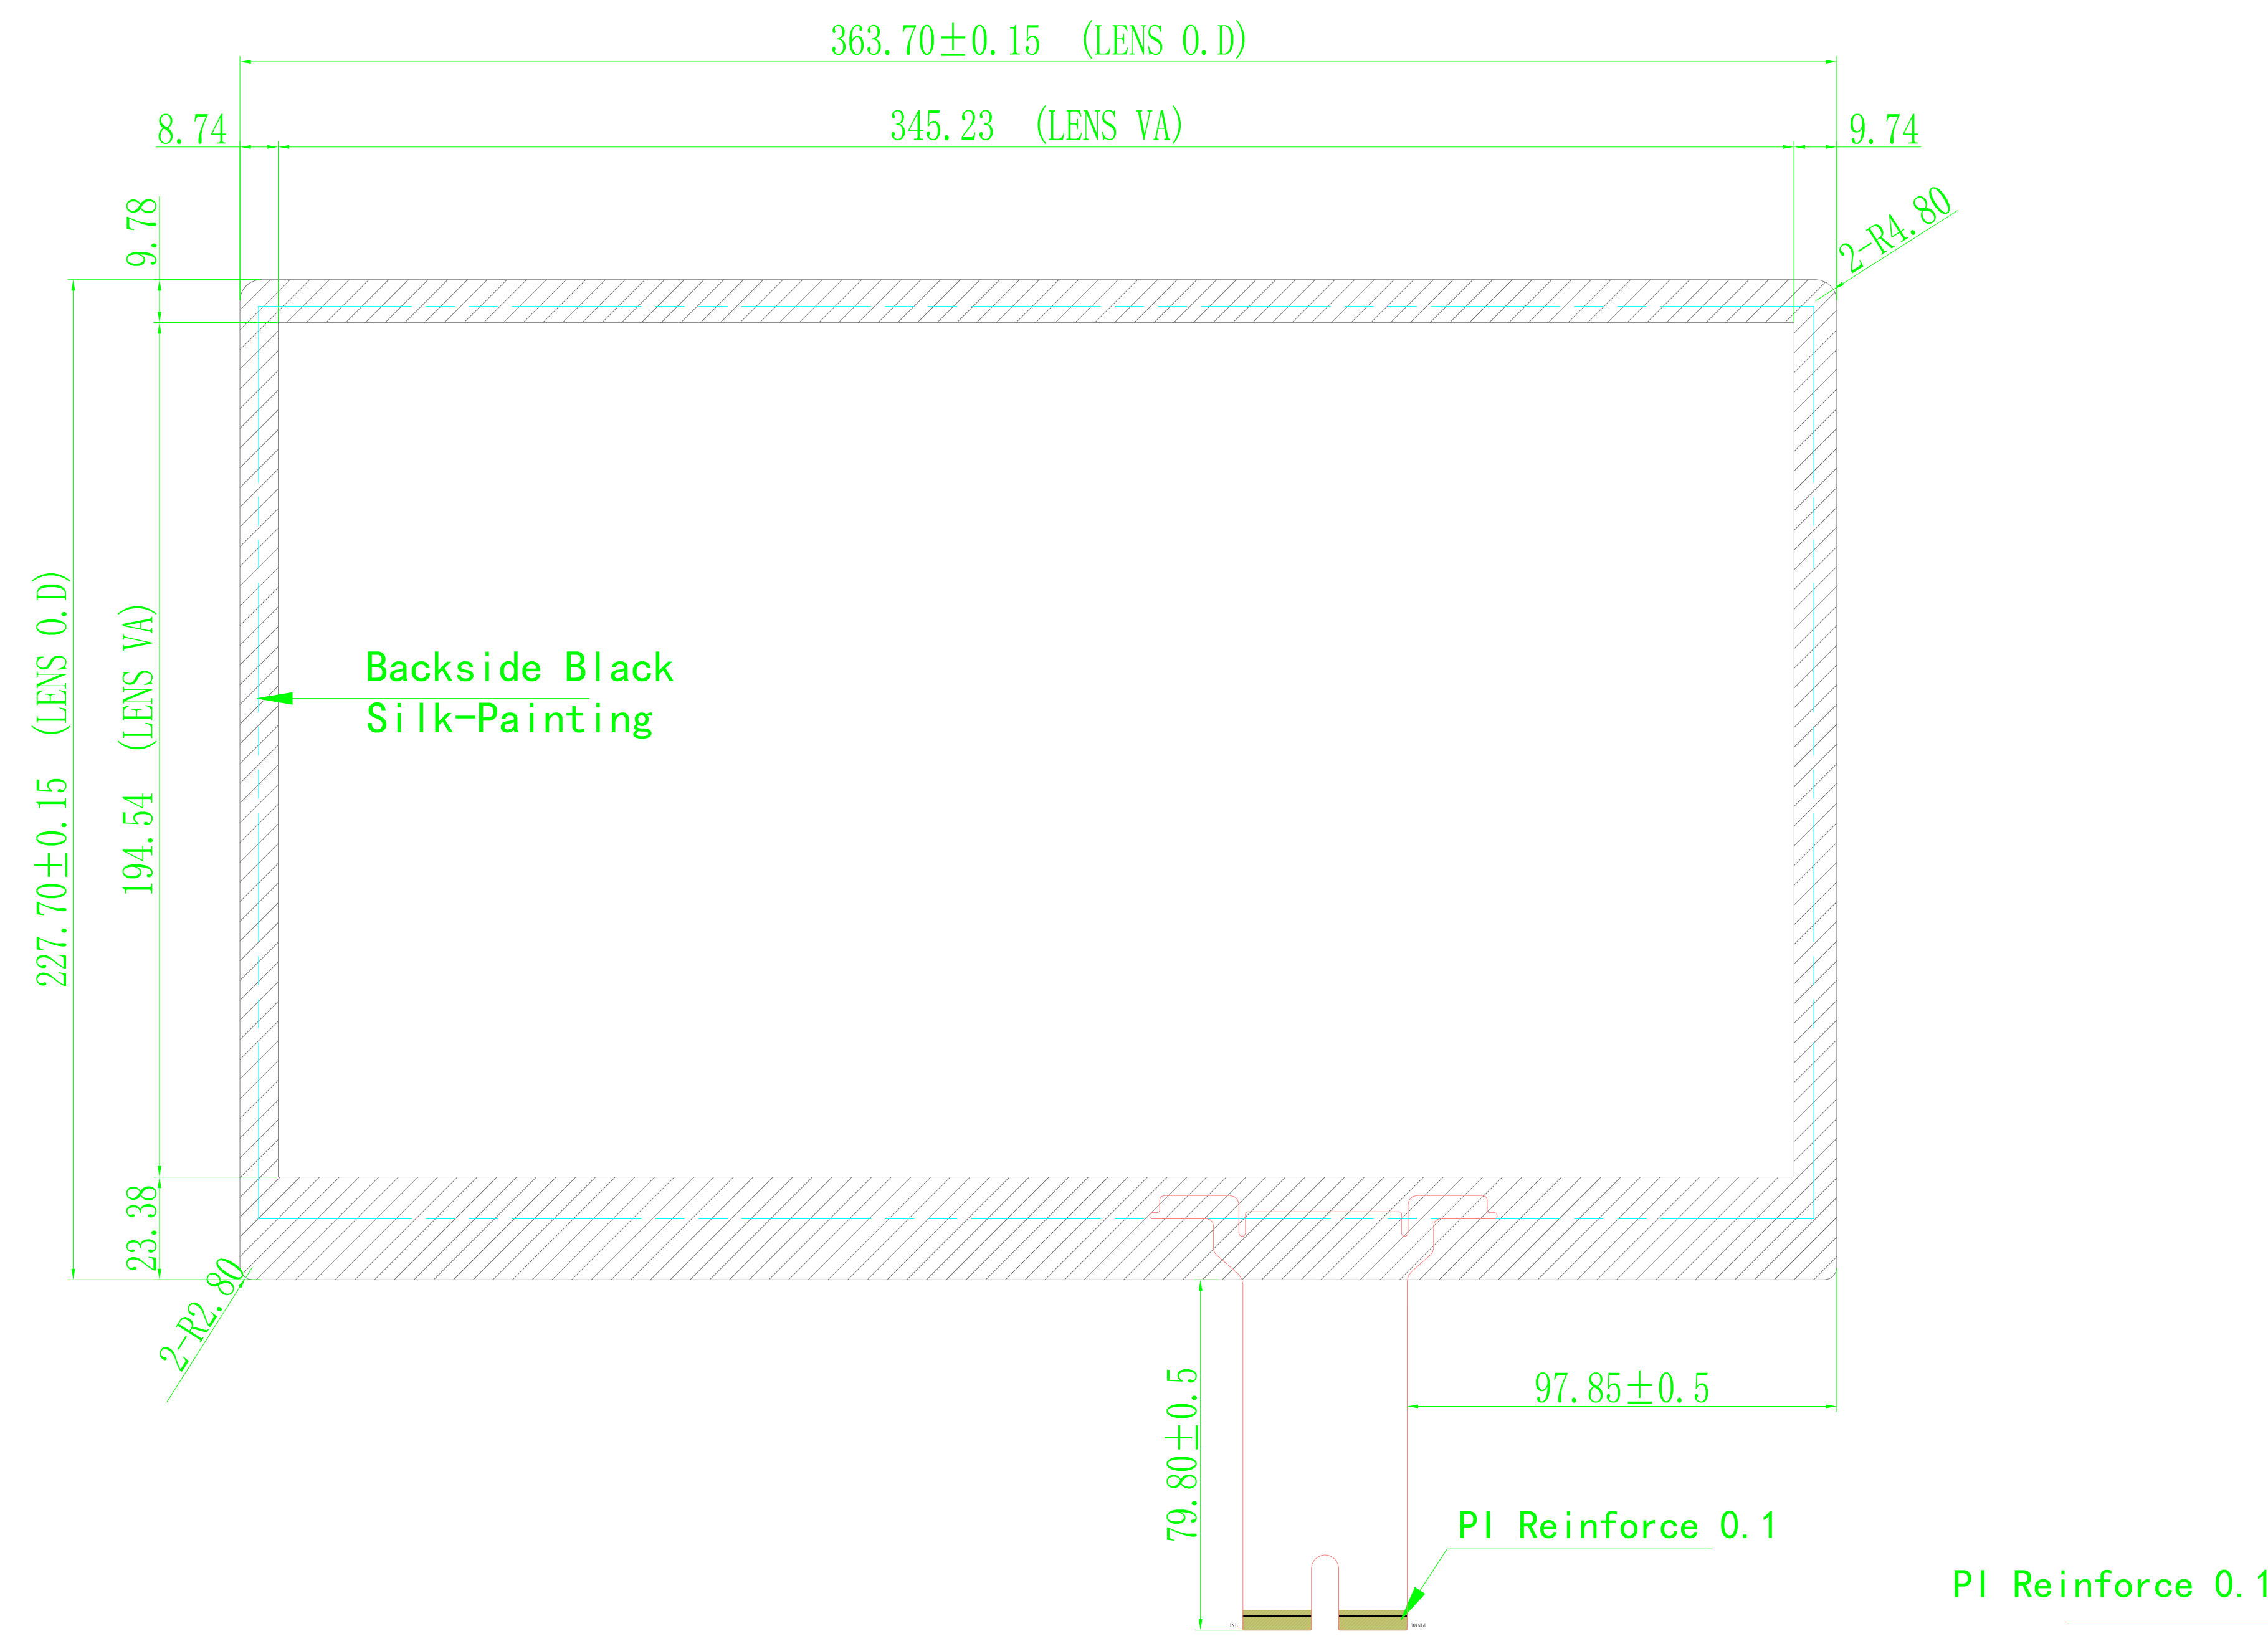 363.70±0.15 (LENS O.D)
345.23 (LENS VA)
8.74
9.74
9.78
2-R4.80
227.70±0.15 (LENS O.D)
194.54 (LENS VA)
Backside Black
Silk-Painting
23.38
2-R2.80
79.80±0.5
97.85±0.5
PI Reinforce 0.1
PI Reinforce 0.1